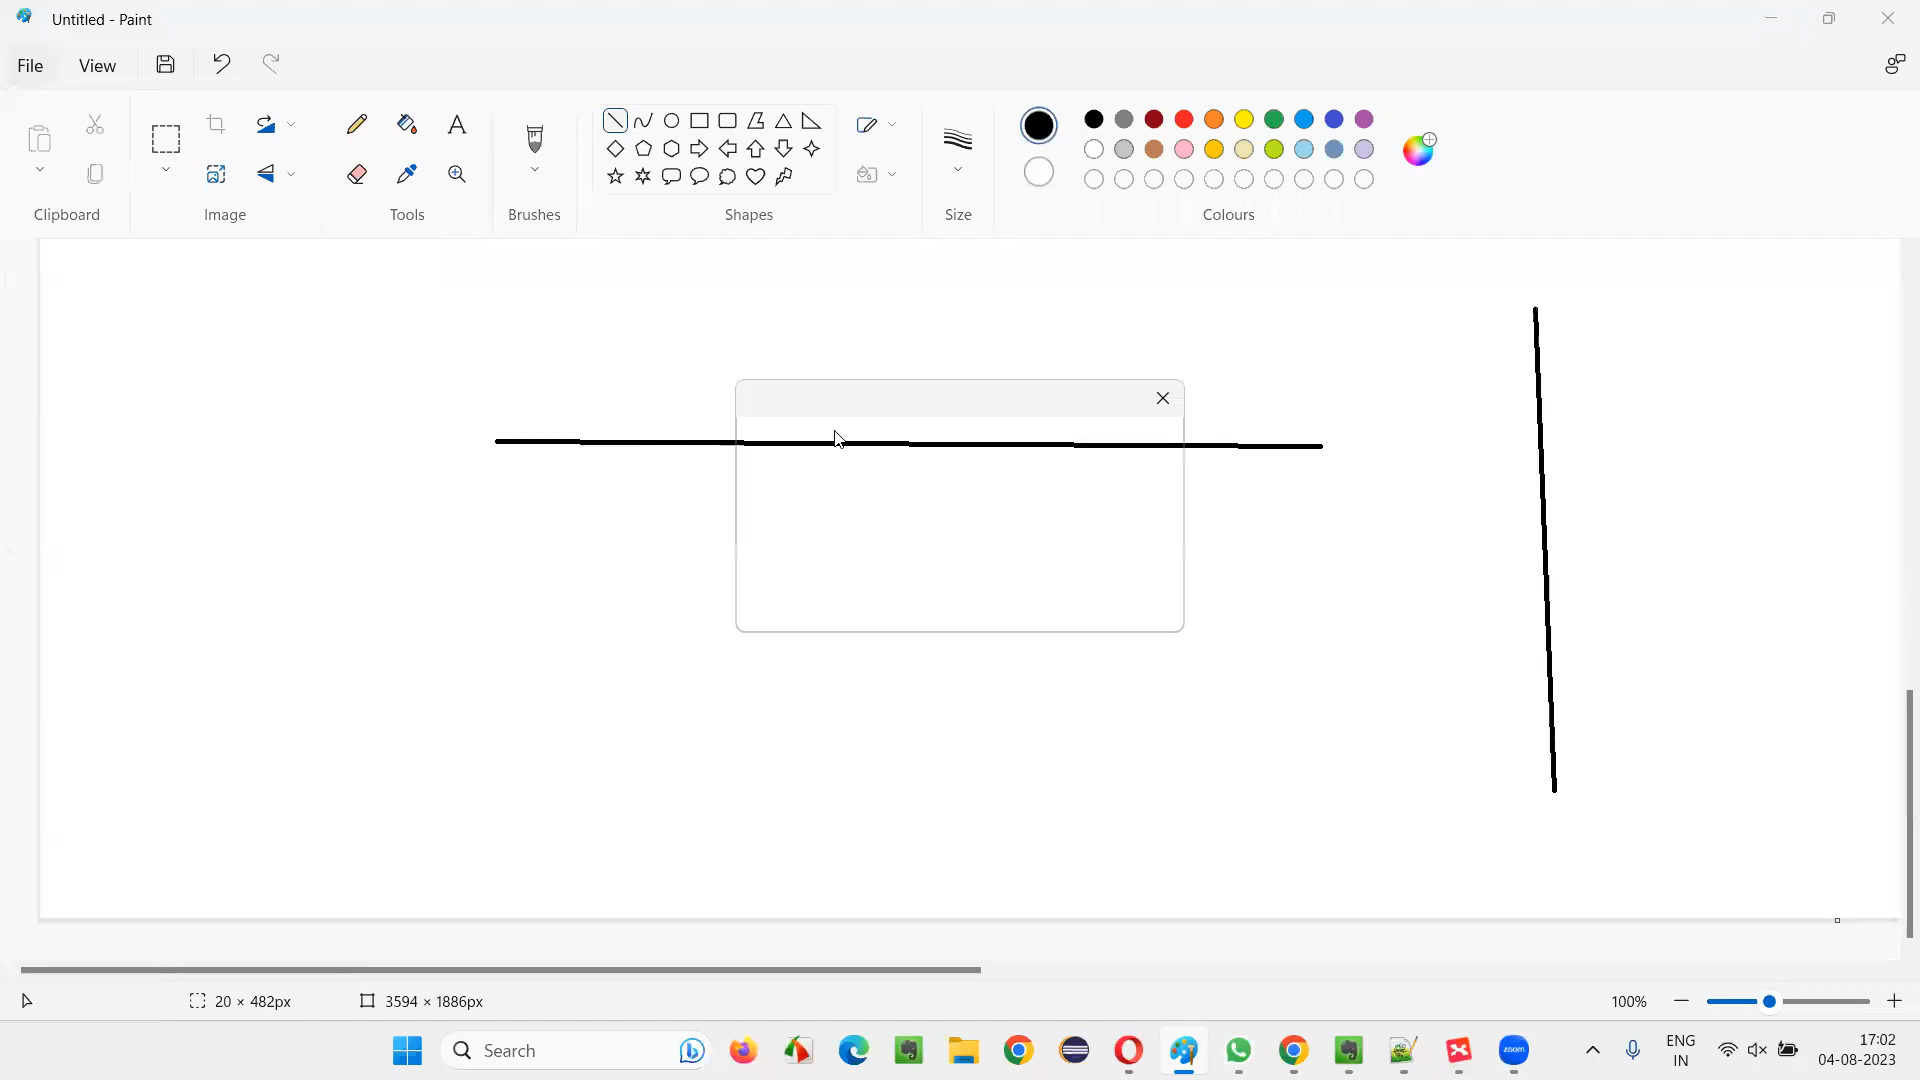 Untitled - Paint
File
View
Clipboard
Image
Tools
Brushes
Shapes
Size
Colours
20 × 482px
3594 × 1886px
100%
Search
zoom
ENG
IN
17:02
04-08-2023